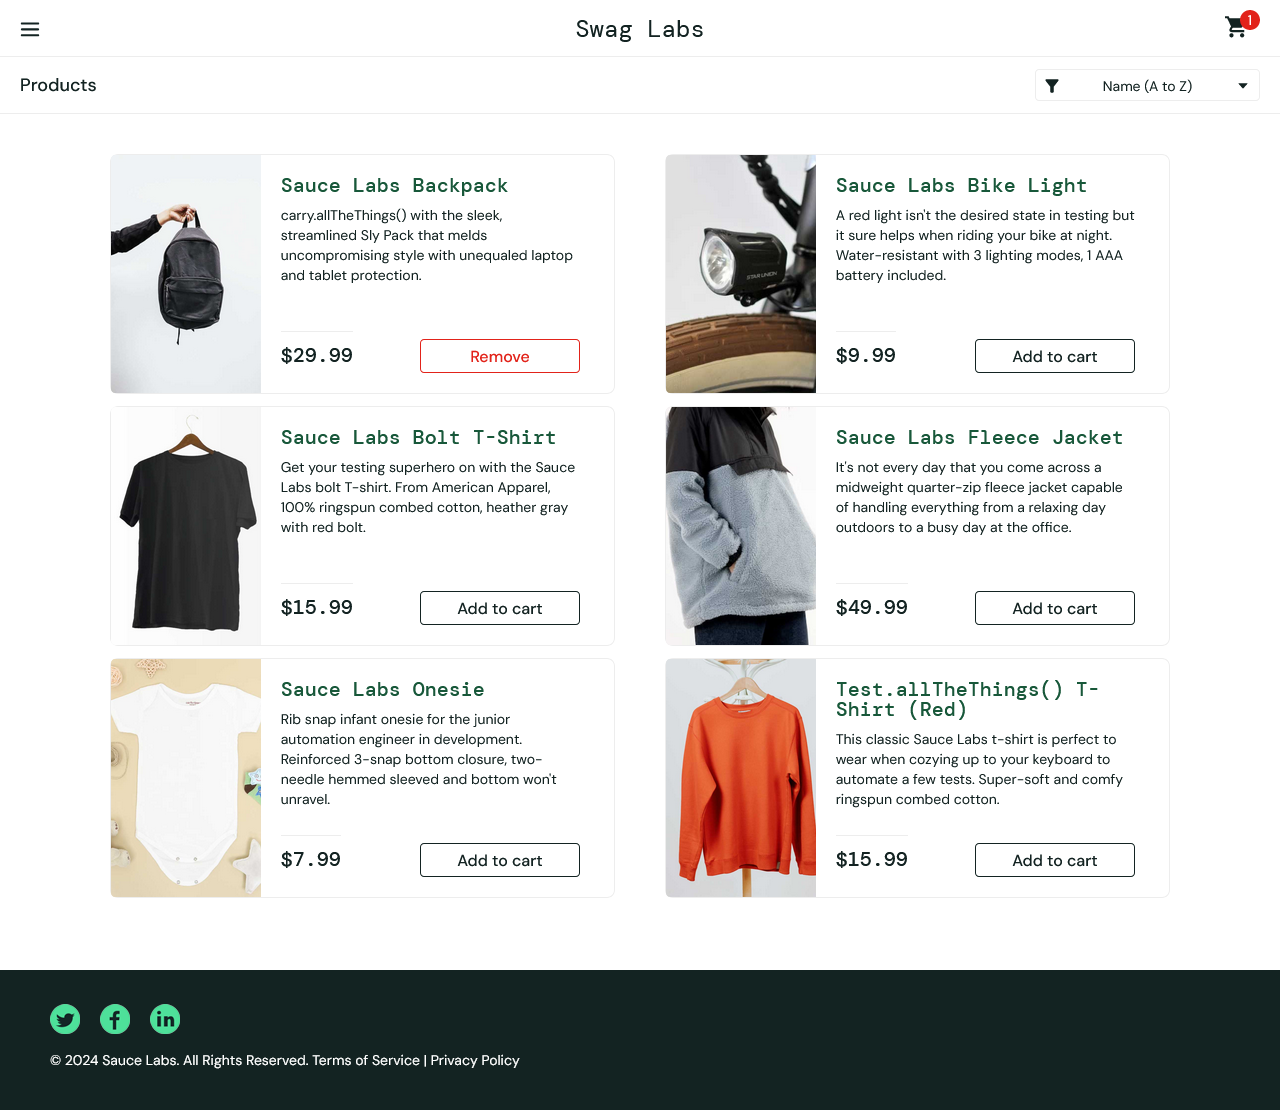 Swag Labs
1
Products
Name (A to Z)
Sauce Labs Backpack
carry.allTheThings() with the sleek,
streamlined Sly Pack that melds
uncompromising style with unequaled laptop
and tablet protection.
$29.99
Remove
Sauce Labs Bike Light
A red light isn't the desired state in testing but
it sure helps when riding your bike at night.
Water-resistant with 3 lighting modes, 1 AAA
battery included.
$9.99
Add to cart
STAR UNION
Sauce Labs Bolt T-Shirt
Get your testing superhero on with the Sauce
Labs bolt T-shirt. From American Apparel,
100% ringspun combed cotton, heather gray
with red bolt.
$15.99
Add to cart
Sauce Labs Fleece Jacket
It's not every day that you come across a
midweight quarter-zip fleece jacket capable
of handling everything from a relaxing day
outdoors to a busy day at the office.
$49.99
Add to cart
Sauce Labs Onesie
Rib snap infant onesie for the junior
automation engineer in development.
Reinforced 3-snap bottom closure, two-
needle hemmed sleeved and bottom won't
unravel.
$7.99
Add to cart
Test.allTheThings() T-
Shirt (Red)
This classic Sauce Labs t-shirt is perfect to
wear when cozying up to your keyboard to
automate a few tests. Super-soft and comfy
ringspun combed cotton.
$15.99
Add to cart
© 2024 Sauce Labs. All Rights Reserved. Terms of Service | Privacy Policy